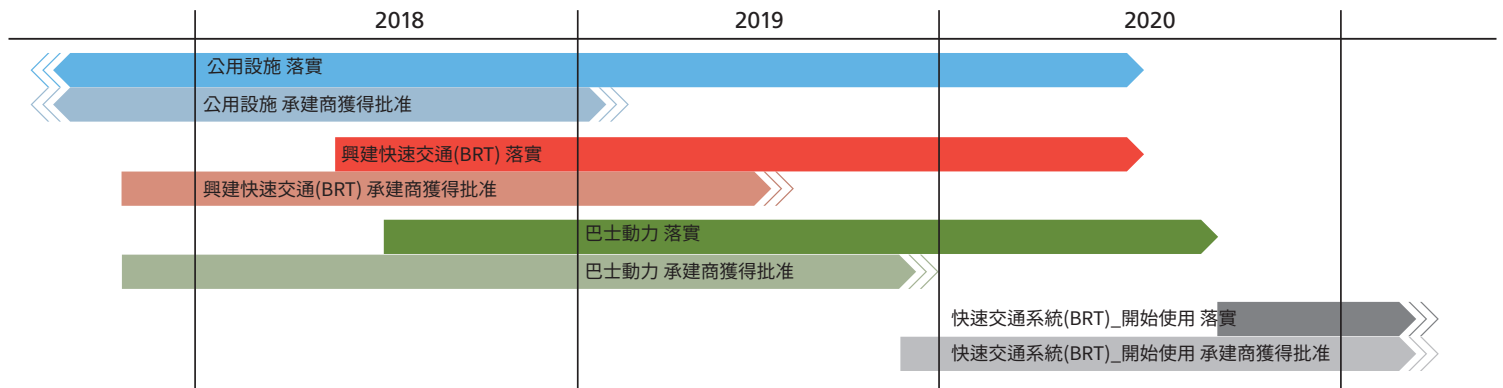 2018 2019 2020
公用設施 落實
公用設施 承建商獲得批准
興建快速交通(BRT) 落實
興建快速交通(BRT) 承建商獲得批准
巴士動力 落實
巴士動力 承建商獲得批准
快速交通系統(BRT)_開始使用 落實
快速交通系統(BRT)_開始使用 承建商獲得批准